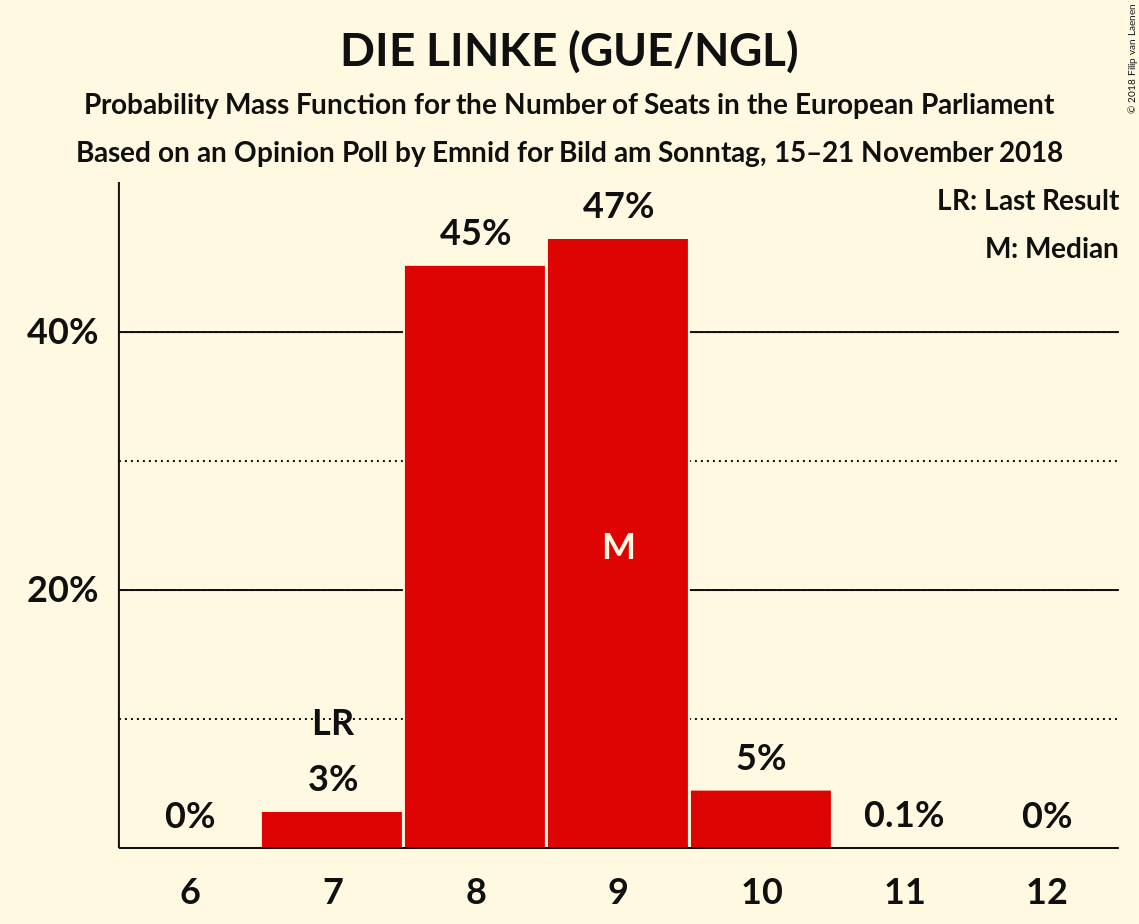 DIE LINKE (GUE/NGL)
Probability Mass Function for the Number of Seats in the European Parliament
Based on an Opinion Poll by Emnid for Bild am Sonntag, 15–21 November 2018
© 2018 Filip van Laenen
LR: Last Result
M: Median
47%
45%
40%
M
20%
LR
3%
5%
0%
0.1%
0%
6 7 8 9 10 11 12